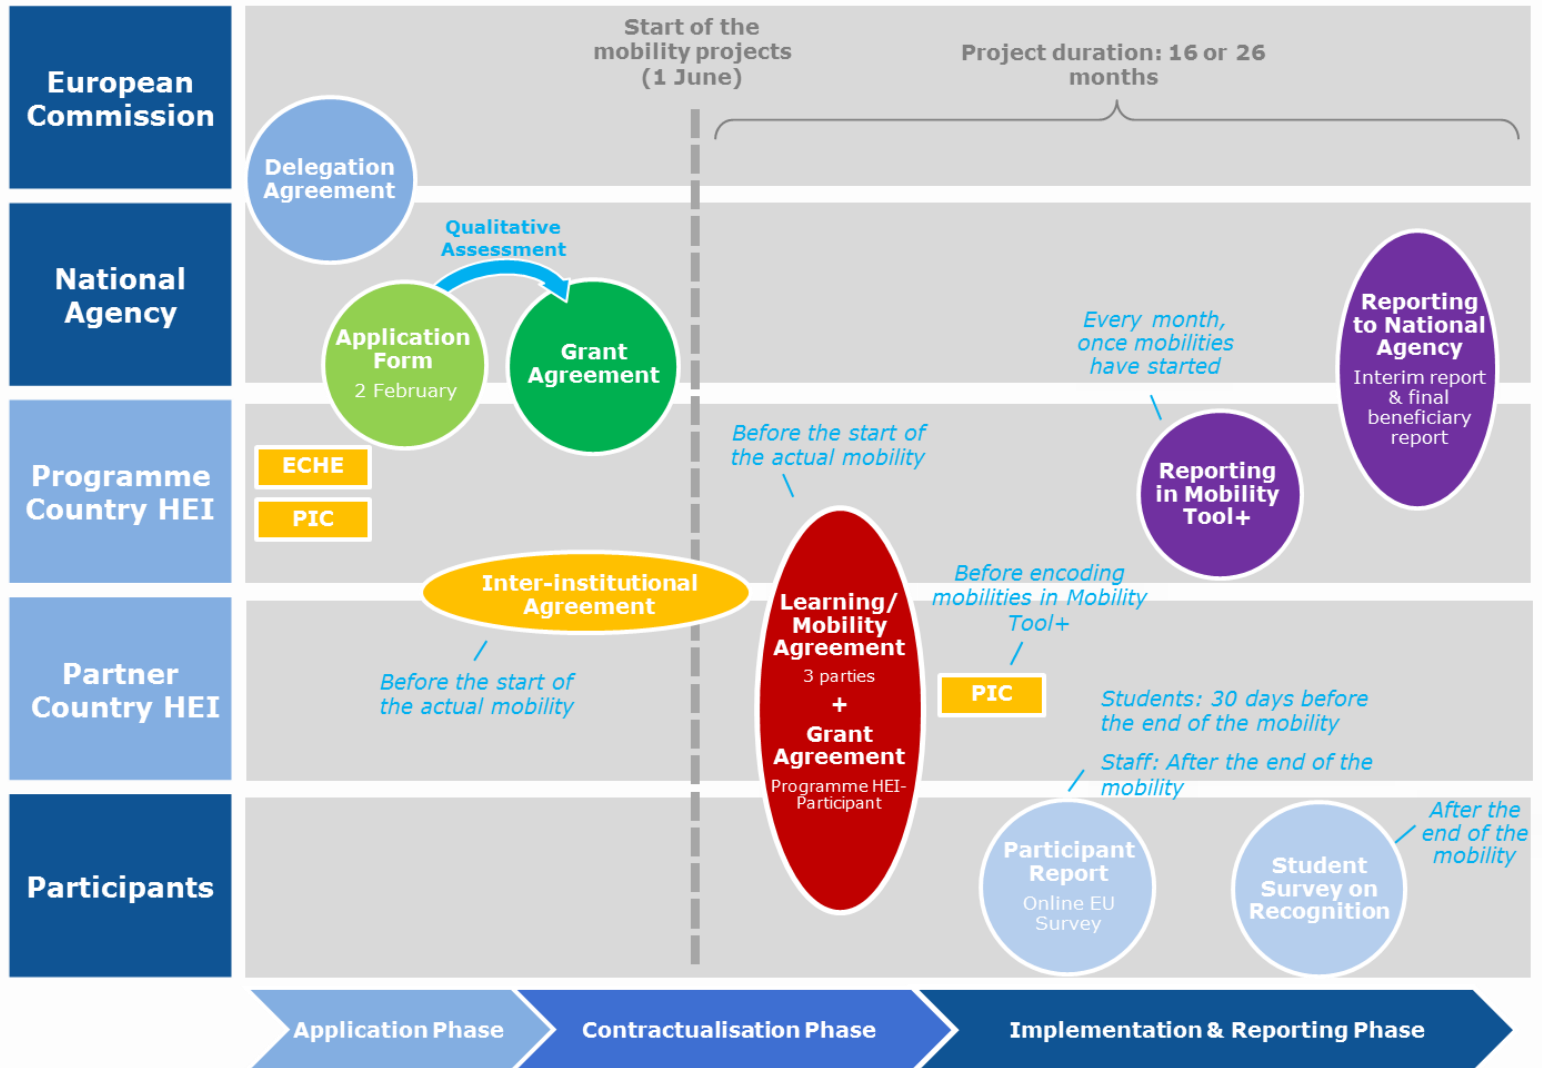 European
Commission
Start of the
mobility projects
(1 June)
Project duration: 16 or 26
months
Delegation
Agreement
National
Agency
Qualitative
Assessment
Application
Form
2 February
Grant
Agreement
Every month,
once mobilities
have started
Reporting
to National
Agency
Interim report
& final
beneficiary
report
Programme
Country HEI
ECHE
PIC
Before the start of
the actual mobility
Reporting
in Mobility
Tool+
Inter-institutional
Agreement
Before the start of
the actual mobility
Learning/
Mobility
Agreement
3 parties
+
Grant
Agreement
Programme HEI-
Participant
Before encoding
mobilities in Mobility
Tool+
Partner
Country HEI
PIC
Students: 30 days before
the end of the mobility
Staff: After the end of the
mobility
Participants
Participant
Report
Online EU
Survey
Student
Survey on
Recognition
After the
end of the
mobility
Application Phase
Contractualisation Phase
Implementation & Reporting Phase